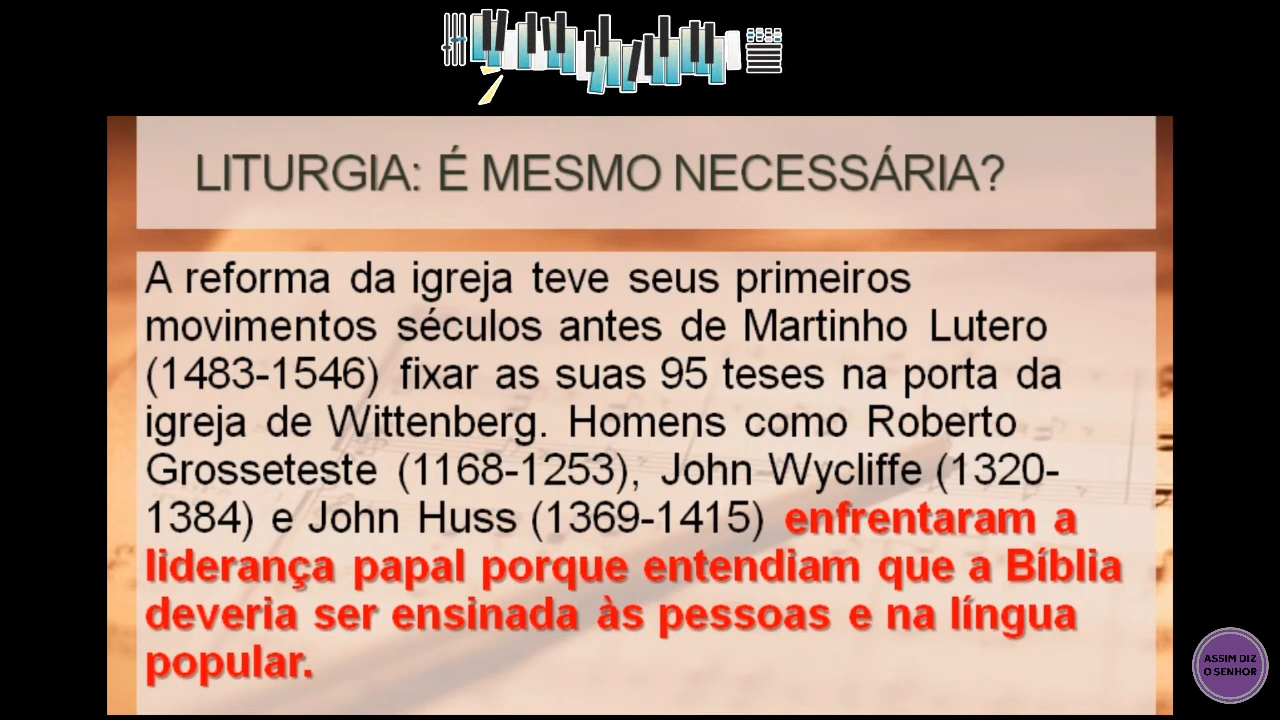 LITURGIA: É MESMO NECESSÁRIA?
A reforma da igreja teve seus primeiros
movimentos séculos antes de Martinho Lutero
(1483-1546) fixar as suas 95 teses na porta da
igreja de Wittenberg. Homens como Roberto
Grosseteste (1168-1253), John Wycliffe (1320-
1384) e John Huss (1369-1415) enfrentaram a
liderança papal porque entendiam que a Bíblia
deveria ser ensinada às pessoas e na língua
popular.
ASSIM DIZ
O SENHOR